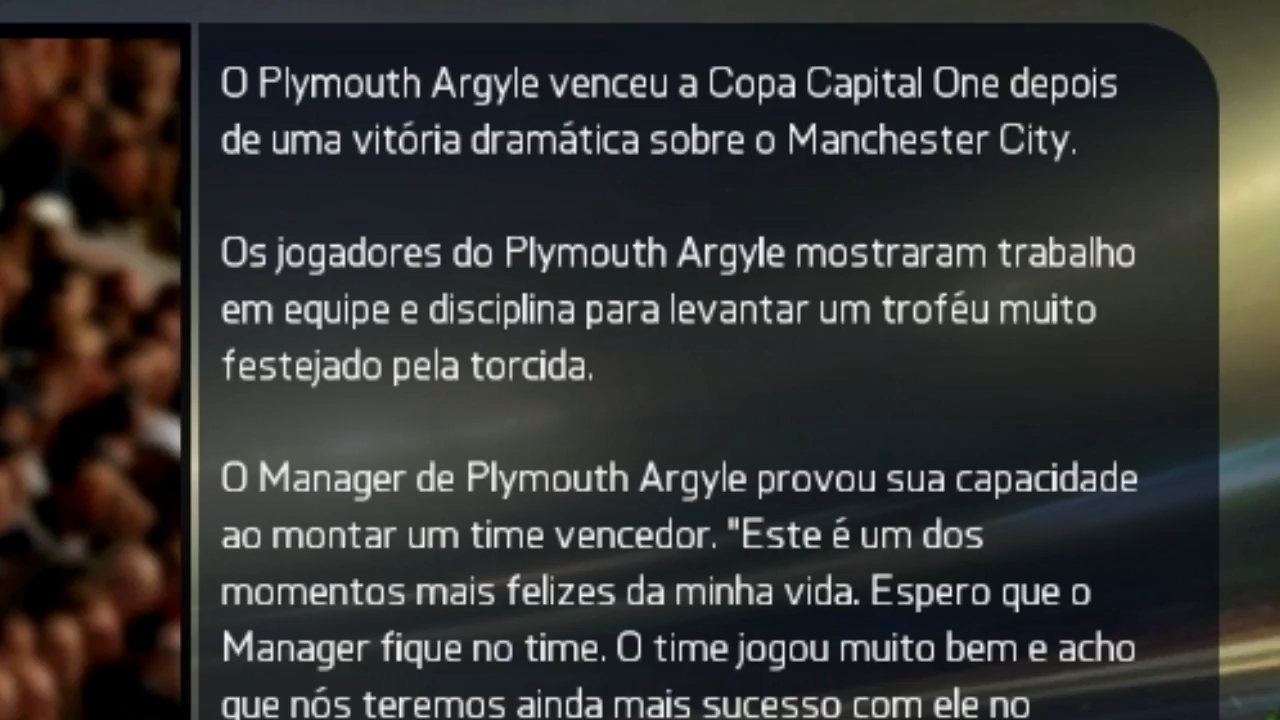 O Plymouth Argyle venceu a Copa Capital One depois
de uma vitória dramática sobre o Manchester City.
Os jogadores do Plymouth Argyle mostraram trabalho
em equipe e disciplina para levantar um troféu muito
festejado pela torcida.
O Manager de Plymouth Argyle provou sua capacidade
ao montar um time vencedor. "Este é um dos
momentos mais felizes da minha vida. Espero que o
Manager fique no time. O time jogou muito bem e acho
que nós teremos ainda mais sucesso com ele no